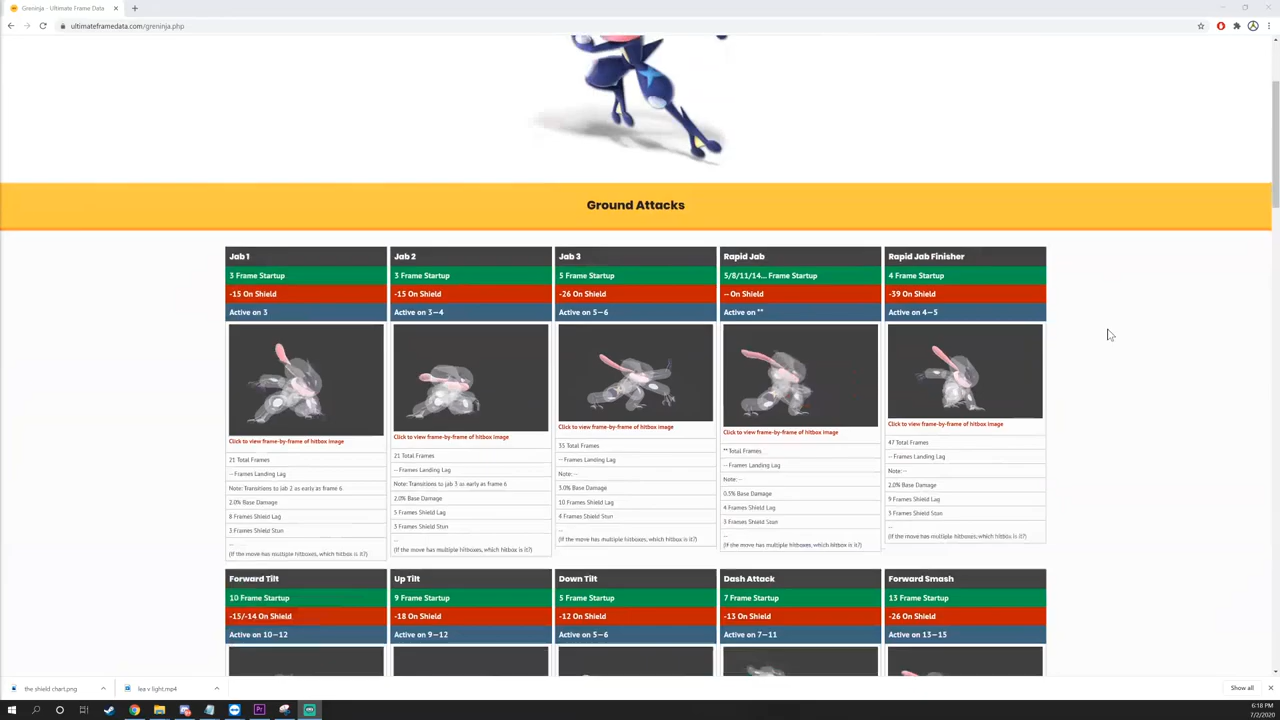 Greninja - Ultimate Frame Data
ultimateframedata.com/greninja.php
Ground Attacks
Jab 1
3 Frame Startup
-15 On Shield
Active on 3
Click to view frame-by-frame of hitbox image
21 Total Frames
-- Frames Landing Lag
Note: Transitions to jab 2 as early as frame 6
2.0% Base Damage
8 Frames Shield Lag
3 Frames Shield Stun
--
(If the move has multiple hitboxes, which hitbox is it?)
Jab 2
3 Frame Startup
-15 On Shield
Active on 3—4
Click to view frame-by-frame of hitbox image
21 Total Frames
-- Frames Landing Lag
Note: Transitions to jab 3 as early as frame 6
2.0% Base Damage
5 Frames Shield Lag
3 Frames Shield Stun
--
(If the move has multiple hitboxes, which hitbox is it?)
Jab 3
5 Frame Startup
-26 On Shield
Active on 5—6
Click to view frame-by-frame of hitbox image
35 Total Frames
-- Frames Landing Lag
Note: --
3.0% Base Damage
10 Frames Shield Lag
4 Frames Shield Stun
--
(If the move has multiple hitboxes, which hitbox is it?)
Rapid Jab
5/8/11/14... Frame Startup
-- On Shield
Active on **
Click to view frame-by-frame of hitbox image
** Total Frames
-- Frames Landing Lag
Note: --
0.5% Base Damage
4 Frames Shield Lag
3 Frames Shield Stun
--
(If the move has multiple hitboxes, which hitbox is it?)
Rapid Jab Finisher
4 Frame Startup
-39 On Shield
Active on 4—5
Click to view frame-by-frame of hitbox image
47 Total Frames
-- Frames Landing Lag
Note: --
2.0% Base Damage
9 Frames Shield Lag
3 Frames Shield Stun
--
(If the move has multiple hitboxes, which hitbox is it?)
Forward Tilt
10 Frame Startup
-15/-14 On Shield
Active on 10—12
Up Tilt
9 Frame Startup
-18 On Shield
Active on 9—12
Down Tilt
5 Frame Startup
-12 On Shield
Active on 5—6
Dash Attack
7 Frame Startup
-13 On Shield
Active on 7—11
Forward Smash
13 Frame Startup
-26 On Shield
Active on 13—15
the shield chart.png
lea v light.mp4
Show all
6:18 PM
7/2/2020